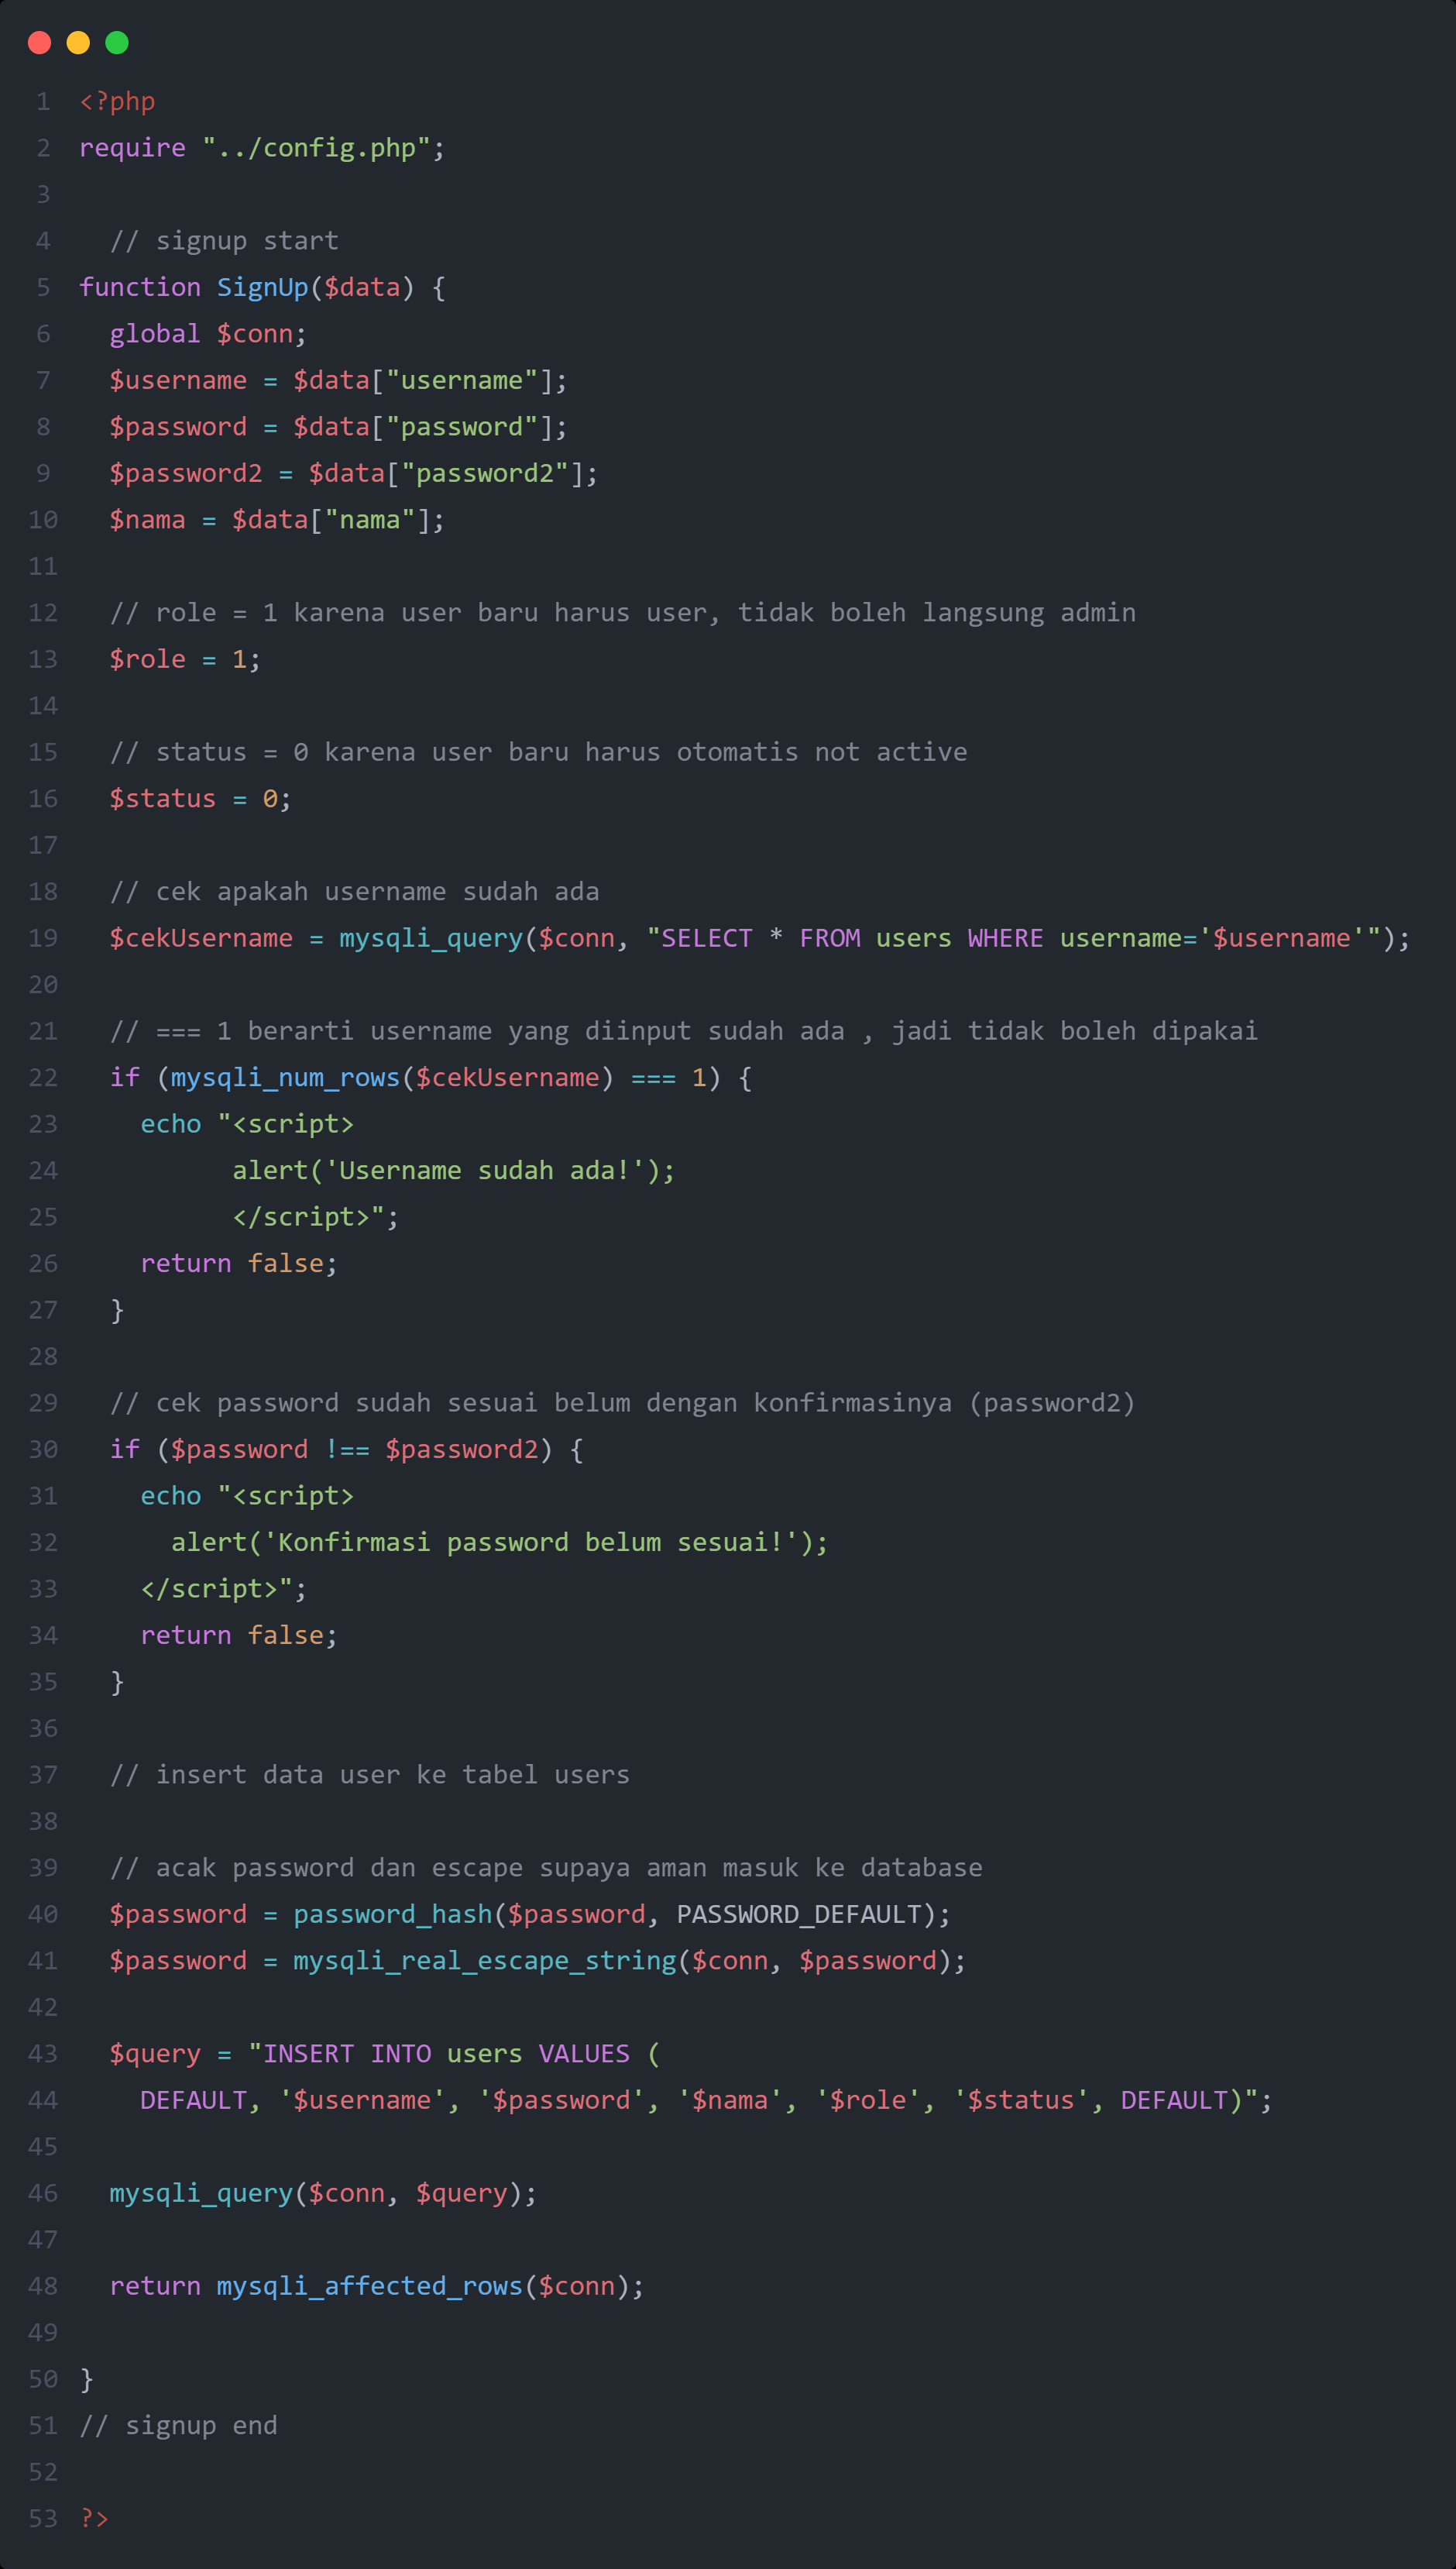 1 <?php
2 require "../config.php";
3
4   // signup start
5 function SignUp($data) {
6   global $conn;
7   $username = $data["username"];
8   $password = $data["password"];
9   $password2 = $data["password2"];
10   $nama = $data["nama"];
11
12   // role = 1 karena user baru harus user, tidak boleh langsung admin
13   $role = 1;
14
15   // status = 0 karena user baru harus otomatis not active
16   $status = 0;
17
18   // cek apakah username sudah ada
19   $cekUsername = mysqli_query($conn, "SELECT * FROM users WHERE username='$username'");
20
21   // === 1 berarti username yang diinput sudah ada , jadi tidak boleh dipakai
22   if (mysqli_num_rows($cekUsername) === 1) {
23     echo "<script>
24           alert('Username sudah ada!');
25           </script>";
26     return false;
27   }
28
29   // cek password sudah sesuai belum dengan konfirmasinya (password2)
30   if ($password !== $password2) {
31     echo "<script>
32       alert('Konfirmasi password belum sesuai!');
33     </script>";
34     return false;
35   }
36
37   // insert data user ke tabel users
38
39   // acak password dan escape supaya aman masuk ke database
40   $password = password_hash($password, PASSWORD_DEFAULT);
41   $password = mysqli_real_escape_string($conn, $password);
42
43   $query = "INSERT INTO users VALUES (
44     DEFAULT, '$username', '$password', '$nama', '$role', '$status', DEFAULT)";
45
46   mysqli_query($conn, $query);
47
48   return mysqli_affected_rows($conn);
49
50 }
51 // signup end
52
53 ?>